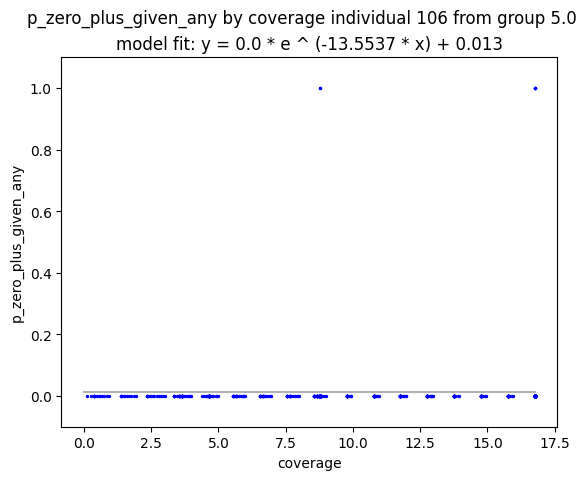 p_zero_plus_given_any by coverage individual 106 from group 5.0
model fit: y = 0.0 * e ^ (-13.5537 * x) + 0.013
1.0
0.8
0.6
0.4
0.2
0.0
p_zero_plus_given_any
0.0 2.5 5.0 7.5 10.0 12.5 15.0 17.5
coverage